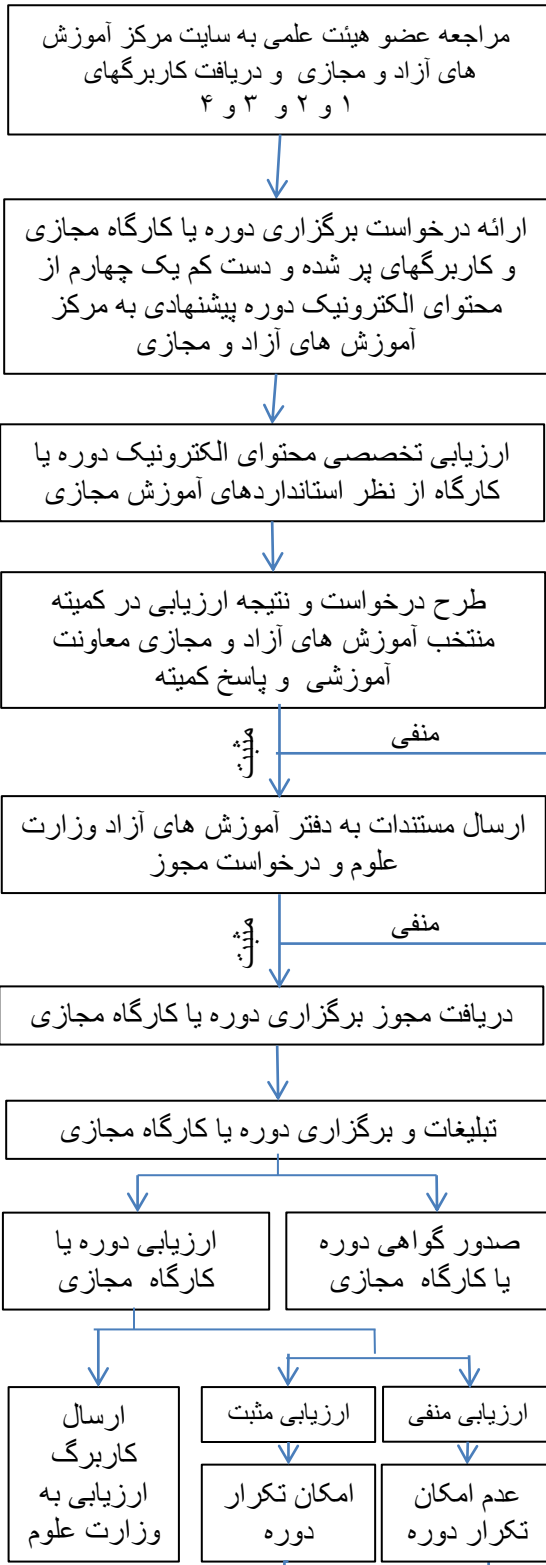 مراجعه عضو هیئت علمی به سایت مرکز آموزش
های آزاد و مجازی و دریافت کاربرگهای
۱ و ۲ و ۳ و ۴
ارائه درخواست برگزاری دوره یا کارگاه مجازی
و کاربرگهای پر شده و دست کم یک چهارم از
محتوای الکترونیک دوره پیشنهادی به مرکز
آموزش های آزاد و مجازی
ارزیابی تخصصی محتوای الکترونیک دوره یا
کارگاه از نظر استانداردهای آموزش مجازی
طرح درخواست و نتیجه ارزیابی در کمیته
منتخب آموزش های آزاد و مجازی معاونت
آموزشی و پاسخ کمیته
منفی
مثبت
ارسال مستندات به دفتر آموزش های آزاد وزارت
علوم و درخواست مجوز
منفی
مثبت
دریافت مجوز برگزاری دوره یا کارگاه مجازی
تبلیغات و برگزاری دوره یا کارگاه مجازی
صدور گواهی دوره
یا کارگاه مجازی
ارزیابی دوره یا
کارگاه مجازی
ارزیابی منفی
ارزیابی مثبت
ارسال
کاربرگ
ارزیابی به
وزارت علوم
عدم امکان
تکرار دوره
امکان تکرار
دوره